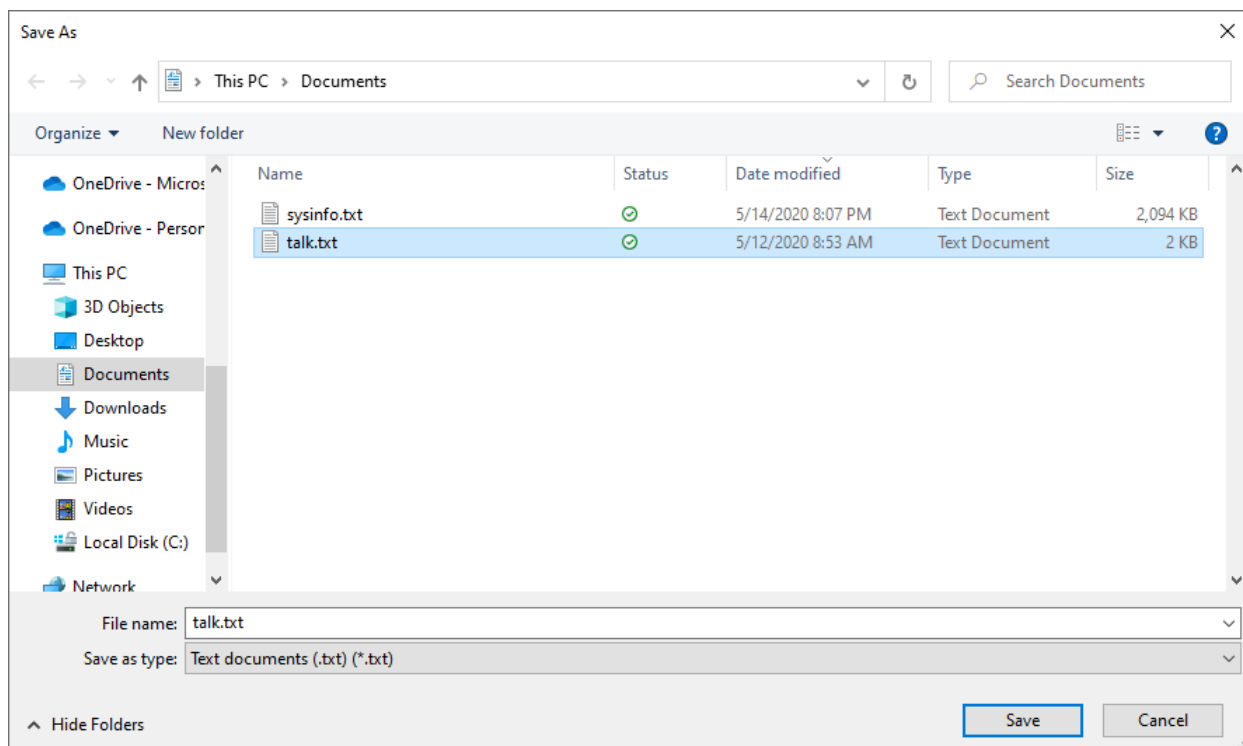 Save As
This PC > Documents
Search Documents
Organize
New folder
Name Status Date modified Type Size
OneDrive - Micros
OneDrive - Person
This PC
3D Objects
Desktop
Documents
Downloads
Music
Pictures
Videos
Local Disk (C:)
Network
sysinfo.txt 5/14/2020 8:07 PM Text Document 2,094 KB
talk.txt 5/12/2020 8:53 AM Text Document 2 KB
File name: talk.txt
Save as type: Text documents (.txt) (*.txt)
Hide Folders
Save
Cancel